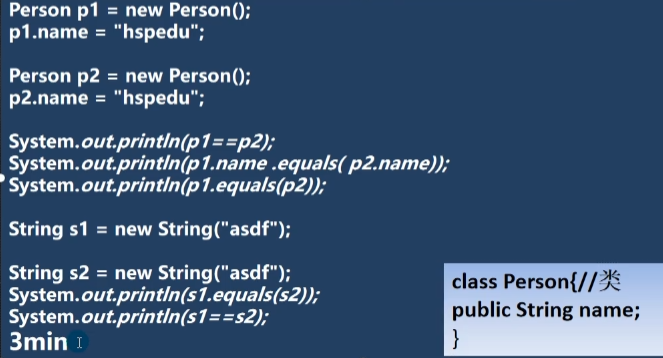 Person p1 = new Person();
p1.name = "hspedu";
Person p2 = new Person();
p2.name = "hspedu";
System.out.println(p1==p2);
System.out.println(p1.name .equals( p2.name));
System.out.println(p1.equals(p2));
String s1 = new String("asdf");
String s2 = new String("asdf");
System.out.println(s1.equals(s2));
System.out.println(s1==s2);
3min
class Person{//类
public String name;
}